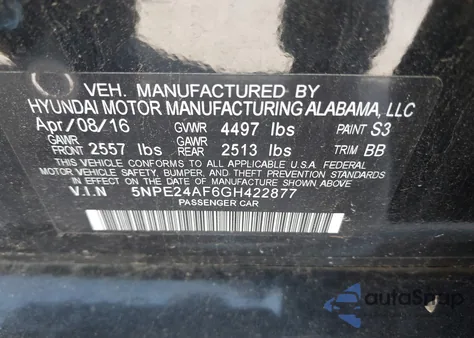 VEH. MANUFACTURED BY
HYUNDAI MOTOR MANUFACTURING ALABAMA, LLC
Apr/08/16 GVWR 4497 lbs PAINT S3
GAWR FRONT 2557 lbs GAWR REAR 2513 lbs TRIM BB
THIS VEHICLE CONFORMS TO ALL APPLICABLE U.S.A FEDERAL
MOTOR VEHICLE SAFETY, BUMPER, AND THEFT PREVENTION
STANDARDS IN EFFECT ON THE DATE OF MANUFACTURE SHOWN ABOVE.
V.I.N 5NPE24AF6GH422877
PASSENGER CAR
autoSnap